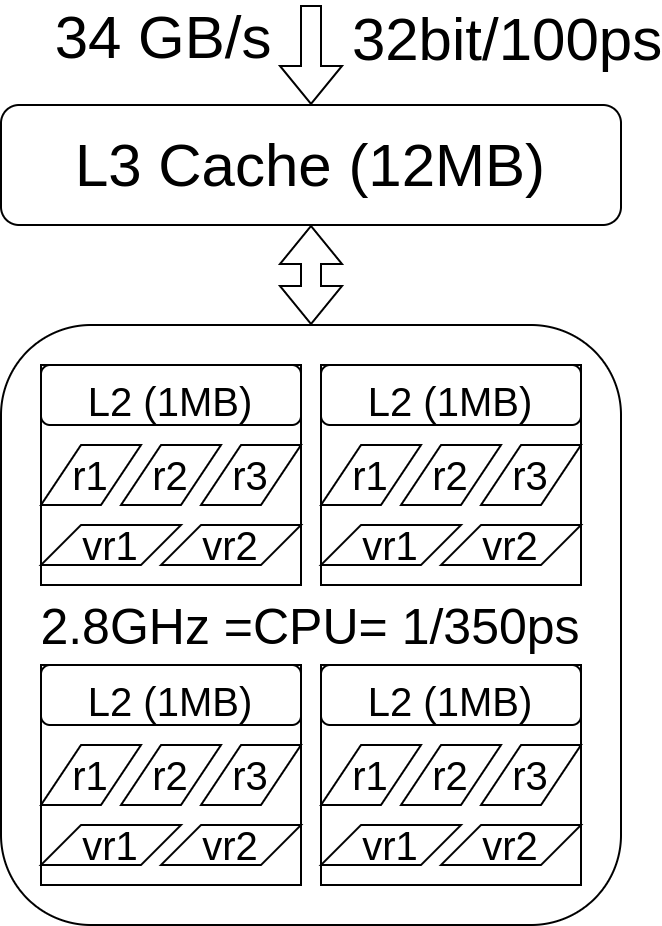 34 GB/s 32bit/100ps
L3 Cache (12MB)
L2 (1MB) L2 (1MB)
r1 r2 r3 r1 r2 r3
vr1 vr2 vr1 vr2
2.8GHz =CPU= 1/350ps
L2 (1MB) L2 (1MB)
r1 r2 r3 r1 r2 r3
vr1 vr2 vr1 vr2